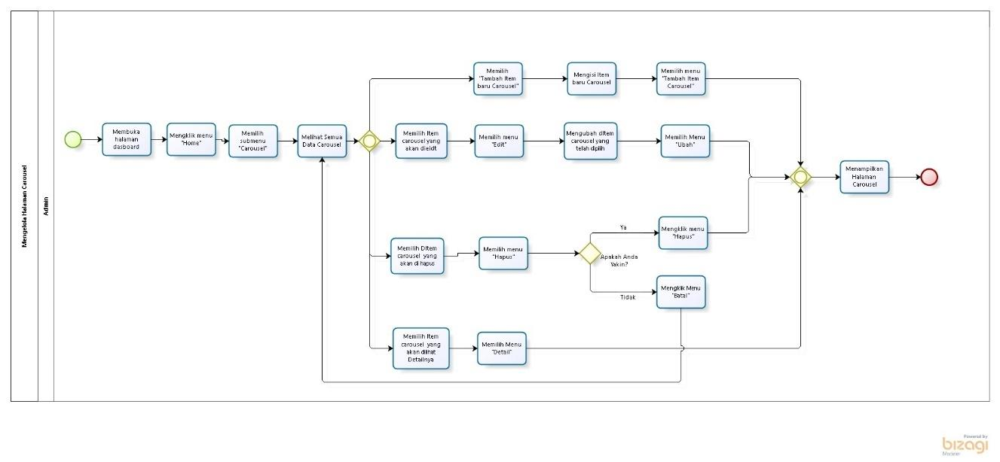 Mengelola Halaman Carousel
Admin
Membuka
halaman
dasboard
Mengklik menu
"Home"
Memilih
submenu
"Carousel"
Melihat Semua
Data Carousel
Memilih
"Tambah Item
baru Carousel"
Mengisi Item
baru Carousel
Memilih menu
"Tambah Item
Carousel"
Memilih Item
carousel yang
akan dieidt
Memilih menu
"Edit"
Mengubah dItem
carousel yang
telah dipilih
Memilih Menu
"Ubah"
Memilih DItem
carousel yang
akan di hapus
Memilih menu
"Hapus"
Apakah Anda
Yakin?
Ya
Mengklik menu
"Hapus"
Tidak
Mengklik Menu
"Batal"
Memilih Item
carousel yang
akan dilihat
Detailnya
Memilih Menu
"Detail"
Menampilkan
Halaman
Carousel
Powered by
bizagi
Modeler